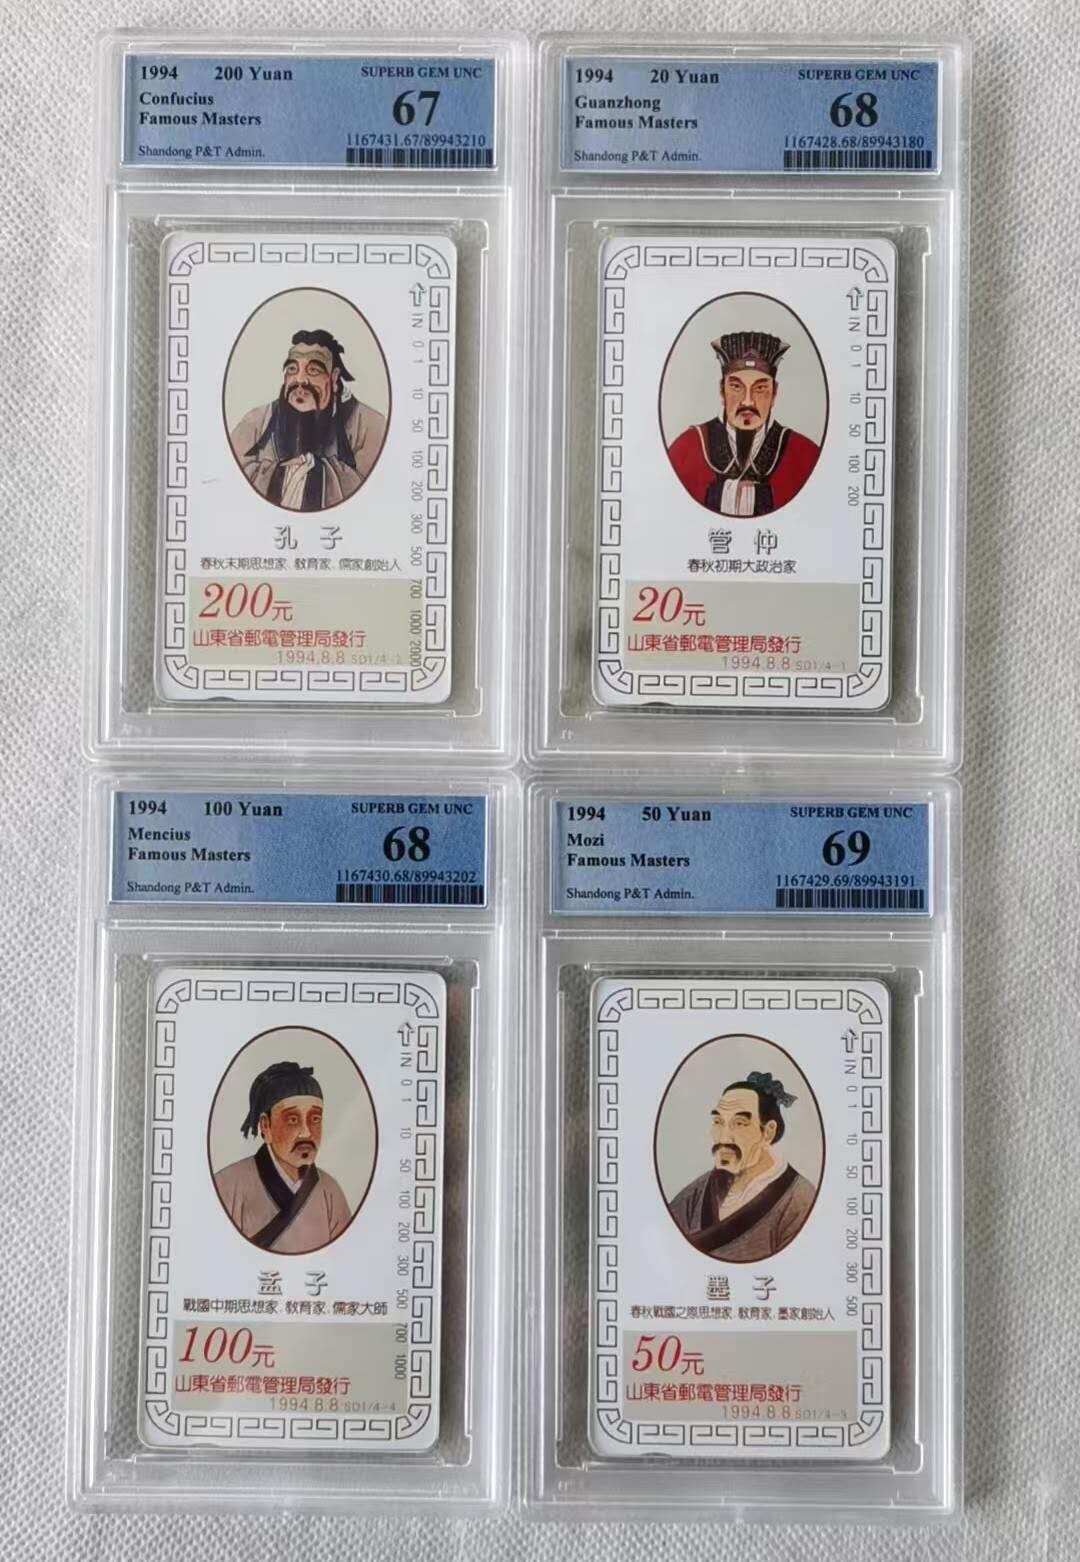 1994 200 Yuan SUPERB GEM UNC
Confucius 67
Famous Masters
1167431.67/89943210
Shandong P&T Admin.
IN 0 1 10 50 100 200 300 500 700 1000 2000
孔子
春秋末期思想家、教育家、儒家創始人
200元
山東省郵電管理局發行
1994.8.8 SD1/4-2
1994 20 Yuan SUPERB GEM UNC
Guanzhong 68
Famous Masters
1167428.68/89943180
Shandong P&T Admin.
IN 0 1 10 50 100 200
管仲
春秋初期大政治家
20元
山東省郵電管理局發行
1994.8.8 SD1/4-1
1994 100 Yuan SUPERB GEM UNC
Mencius 68
Famous Masters
1167430.68/89943202
Shandong P&T Admin.
IN 0 1 10 50 100 200 300 500 700 1000
孟子
戰國中期思想家、教育家、儒家大師
100元
山東省郵電管理局發行
1994.8.8 SD1/4-4
1994 50 Yuan SUPERB GEM UNC
Mozi 69
Famous Masters
1167429.69/89943191
Shandong P&T Admin.
IN 0 1 10 50 100 200 300 500
墨子
春秋戰國之際思想家、教育家、墨家創始人
50元
山東省郵電管理局發行
1994.8.8 SD1/4-3